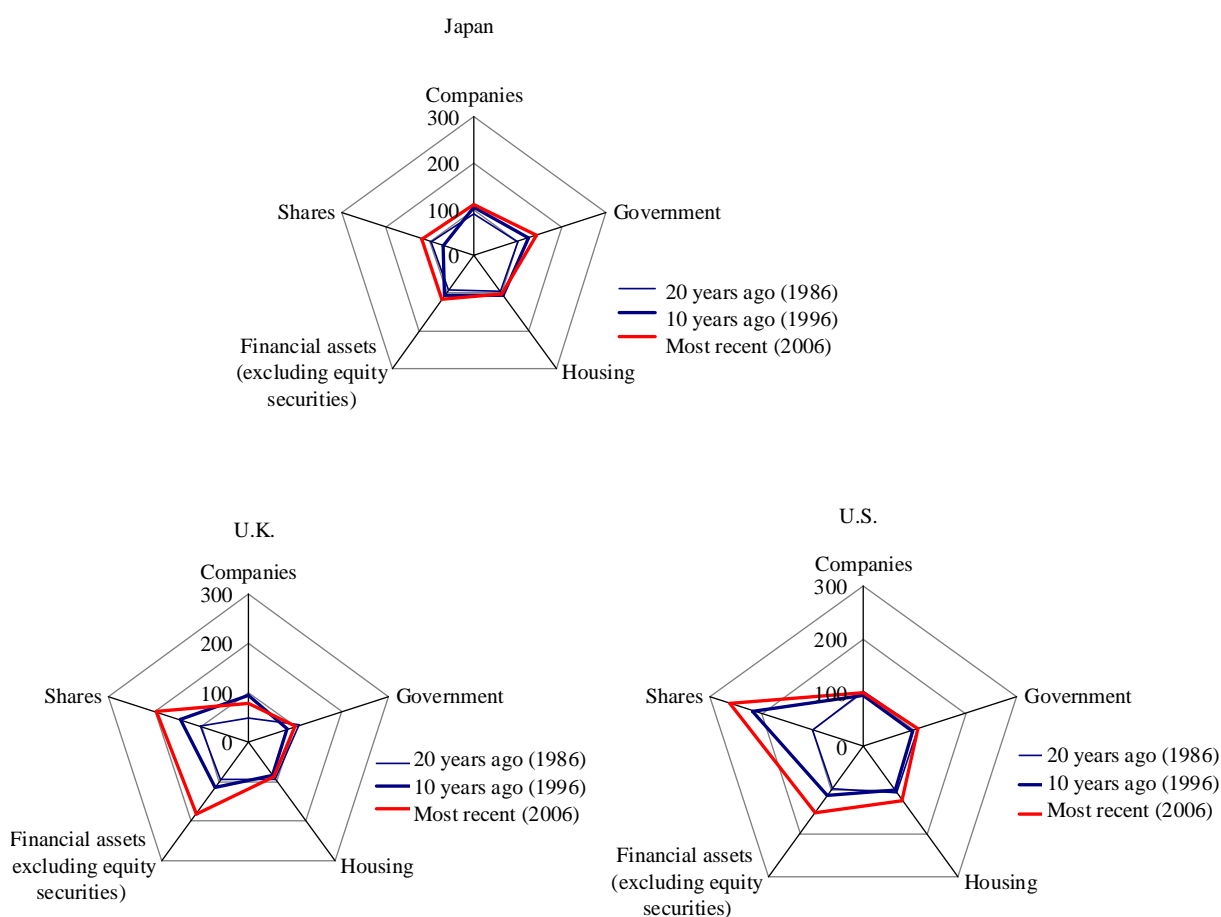 Japan
Companies
300
200
100
0
Shares
Government
Housing
Financial assets
(excluding equity
securities)
20 years ago (1986)
10 years ago (1996)
Most recent (2006)
U.K.
Companies
300
200
100
0
Shares
Government
Housing
Financial assets
excluding equity
securities)
20 years ago (1986)
10 years ago (1996)
Most recent (2006)
U.S.
Companies
300
200
100
0
Shares
Government
Housing
Financial assets
(excluding equity
securities)
20 years ago (1986)
10 years ago (1996)
Most recent (2006)